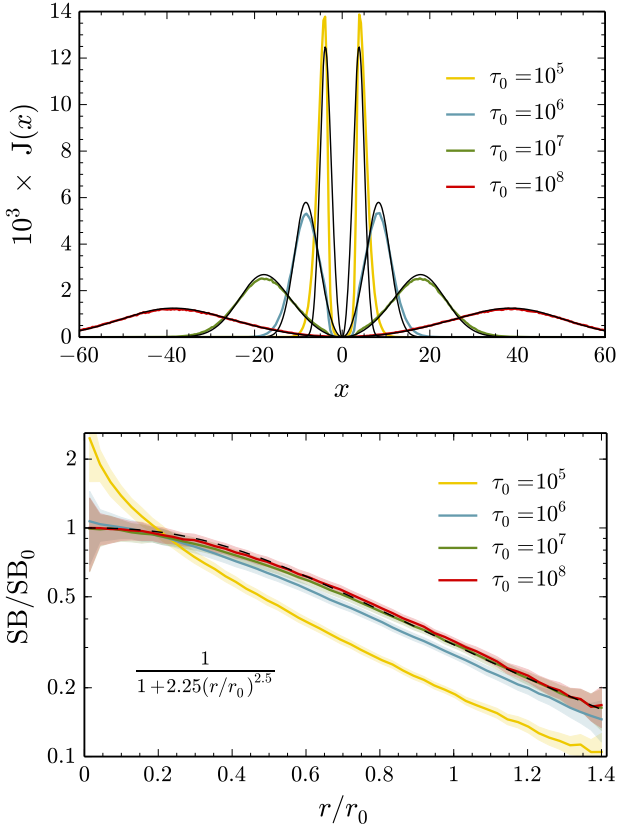 14
12
10
8
6
4
2
0
10³ × J(x)
τ₀ = 10⁵
τ₀ = 10⁶
τ₀ = 10⁷
τ₀ = 10⁸
−60 −40 −20 0 20 40 60
x
2
1
0.5
0.2
0.1
SB/SB₀
τ₀ = 10⁵
τ₀ = 10⁶
τ₀ = 10⁷
τ₀ = 10⁸
1
1+2.25(r/r₀)^2.5
0 0.2 0.4 0.6 0.8 1 1.2 1.4
r/r₀